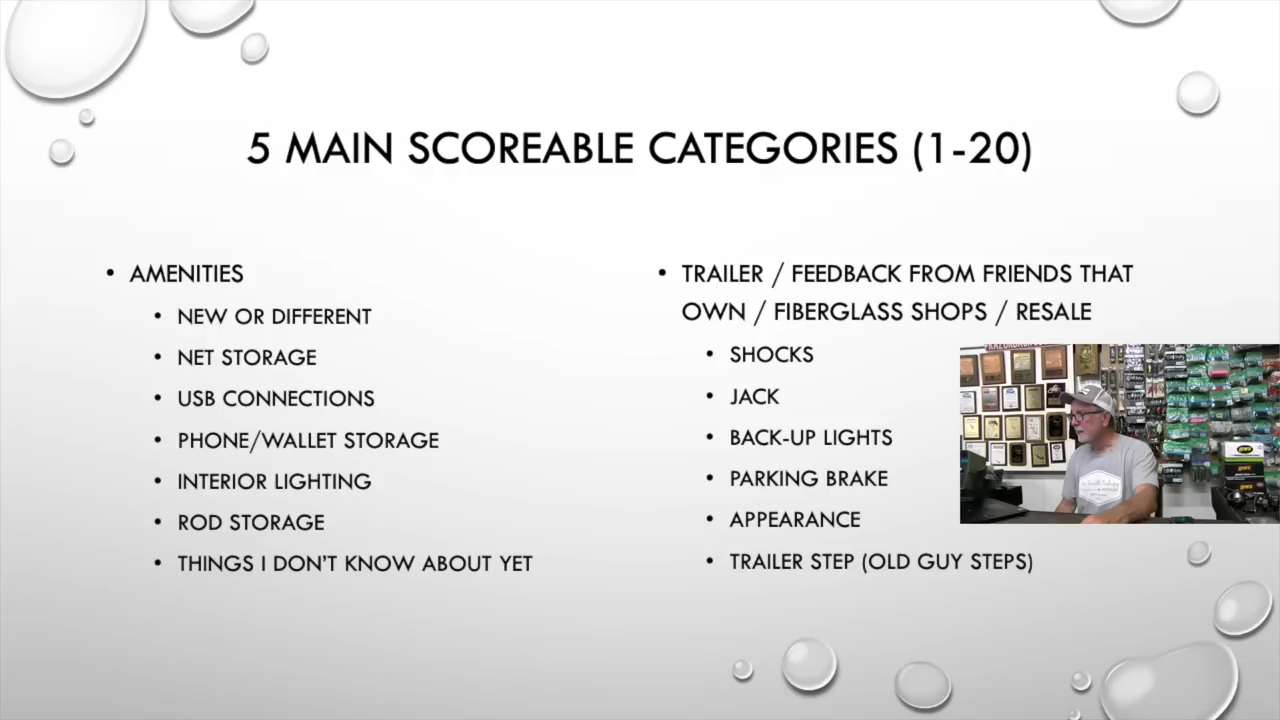 5 MAIN SCOREABLE CATEGORIES (1-20)
• AMENITIES
• NEW OR DIFFERENT
• NET STORAGE
• USB CONNECTIONS
• PHONE/WALLET STORAGE
• INTERIOR LIGHTING
• ROD STORAGE
• THINGS I DON'T KNOW ABOUT YET
• TRAILER / FEEDBACK FROM FRIENDS THAT
OWN / FIBERGLASS SHOPS / RESALE
• SHOCKS
• JACK
• BACK-UP LIGHTS
• PARKING BRAKE
• APPEARANCE
• TRAILER STEP (OLD GUY STEPS)